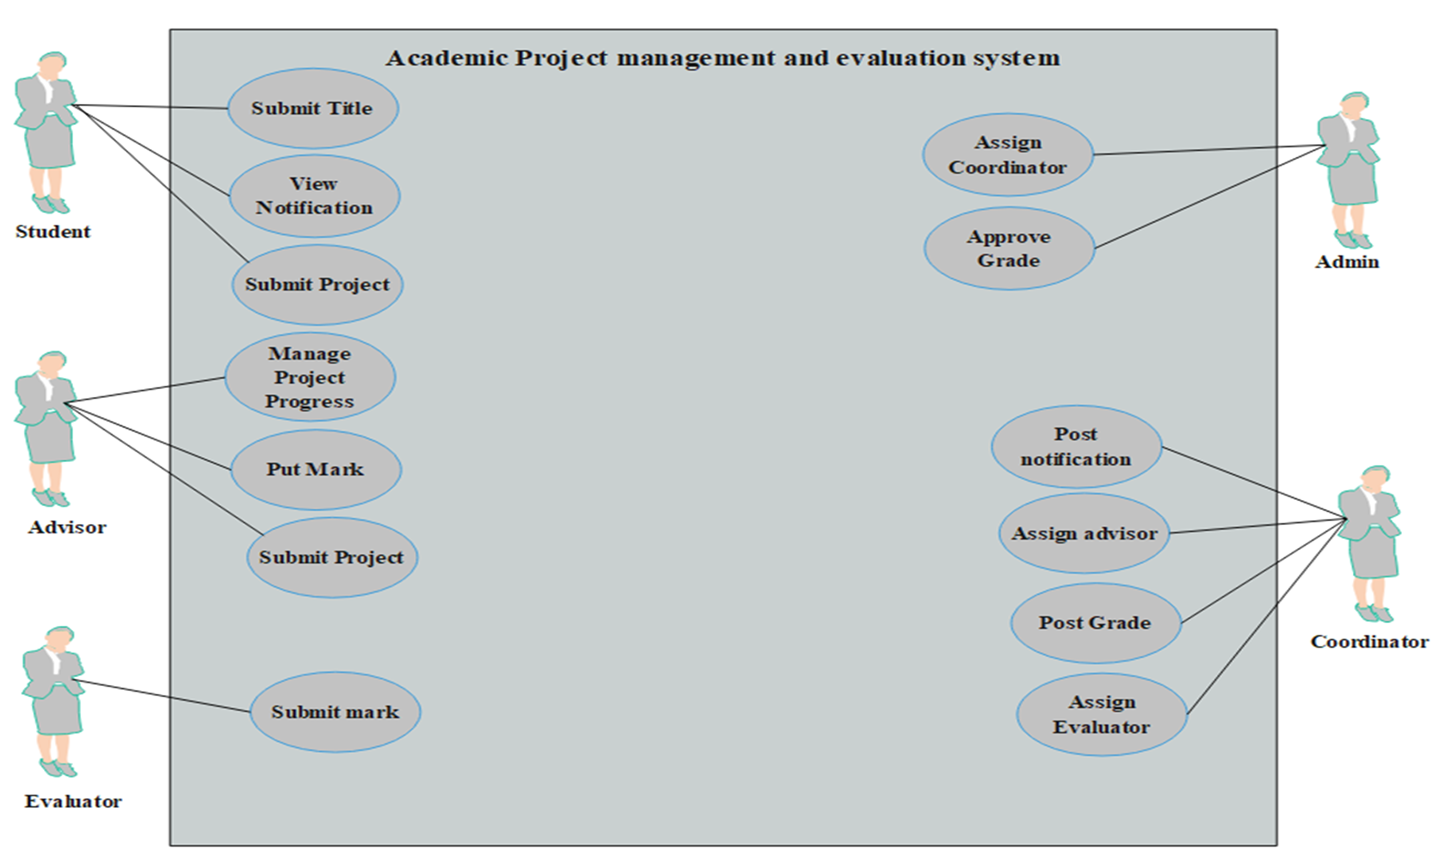 Academic Project management and evaluation system
Submit Title
View
Notification
Submit Project
Student
Manage
Project
Progress
Put Mark
Submit Project
Advisor
Submit mark
Evaluator
Assign
Coordinator
Approve
Grade
Admin
Post
notification
Assign advisor
Post Grade
Assign
Evaluator
Coordinator